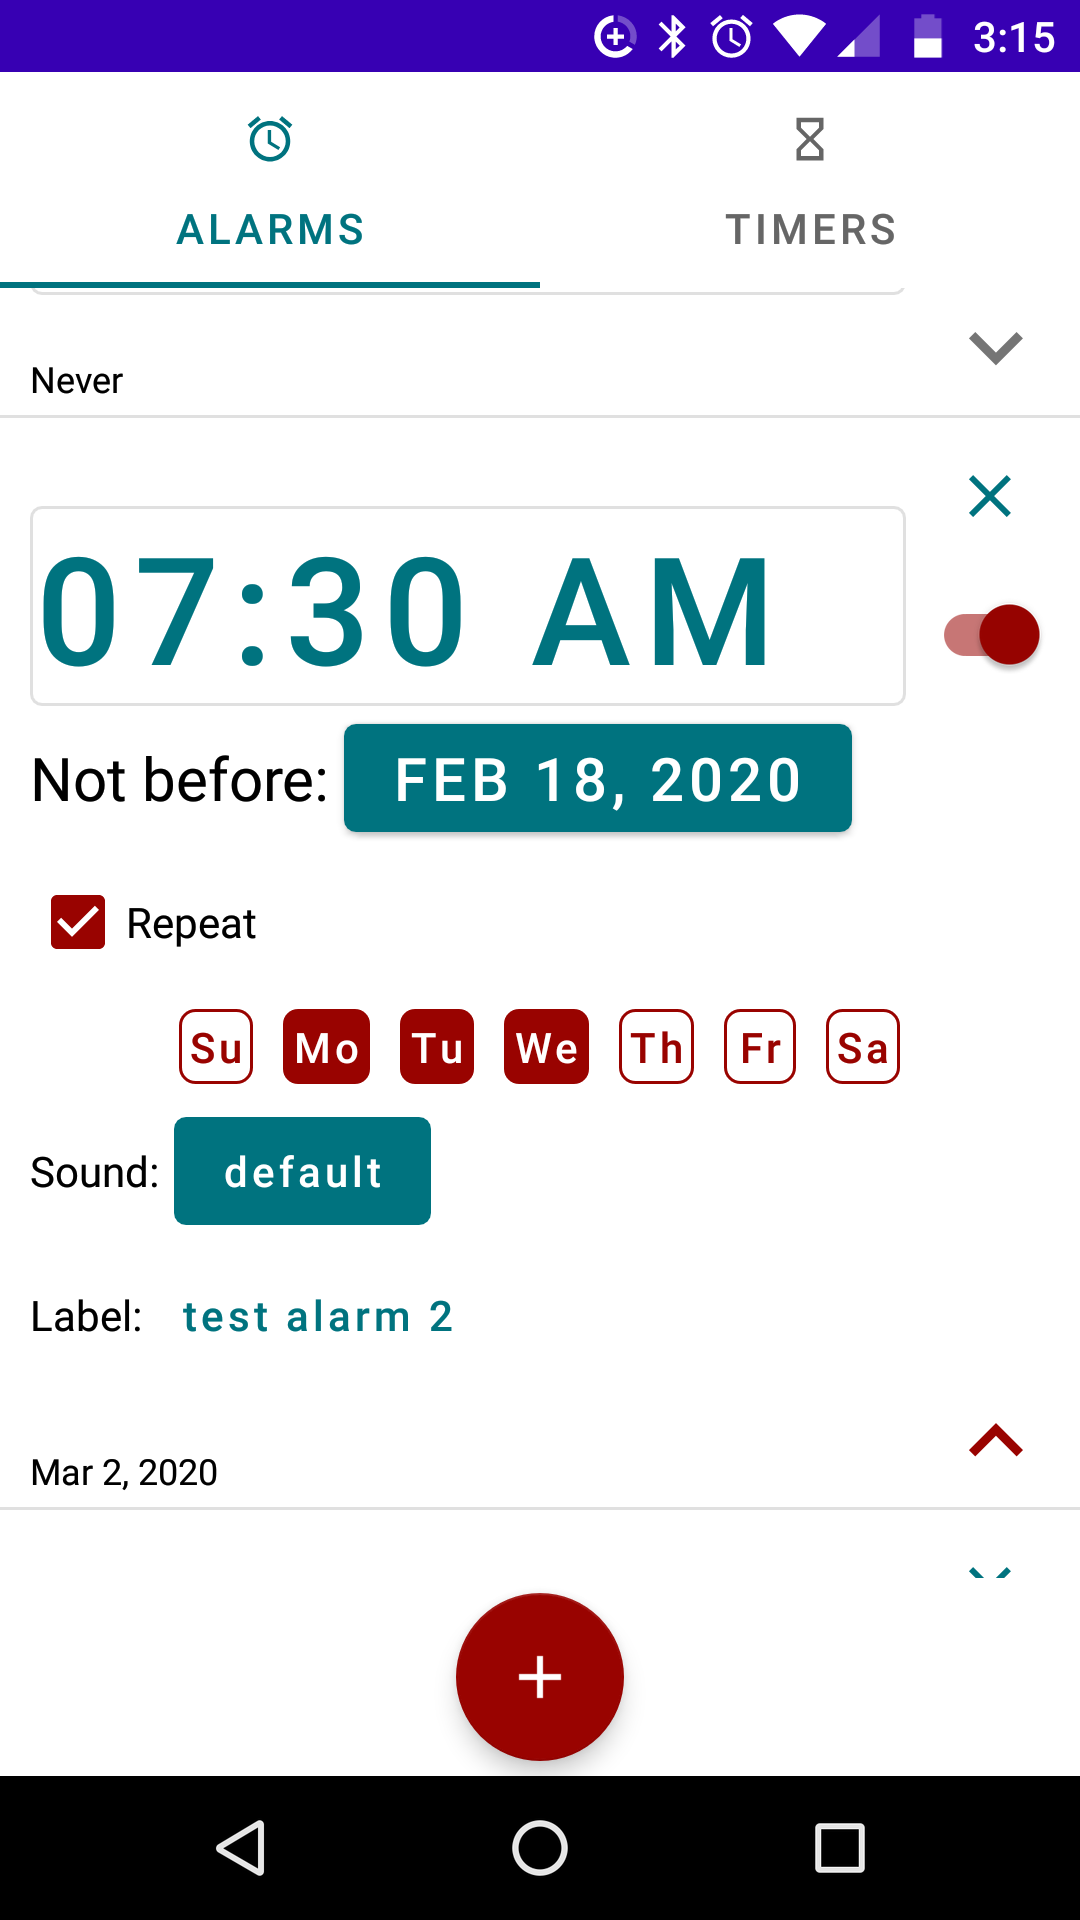 3:15
ALARMS TIMERS
Never
07:30 AM
Not before: FEB 18, 2020
Repeat
Su Mo Tu We Th Fr Sa
Sound: default
Label: test alarm 2
Mar 2, 2020